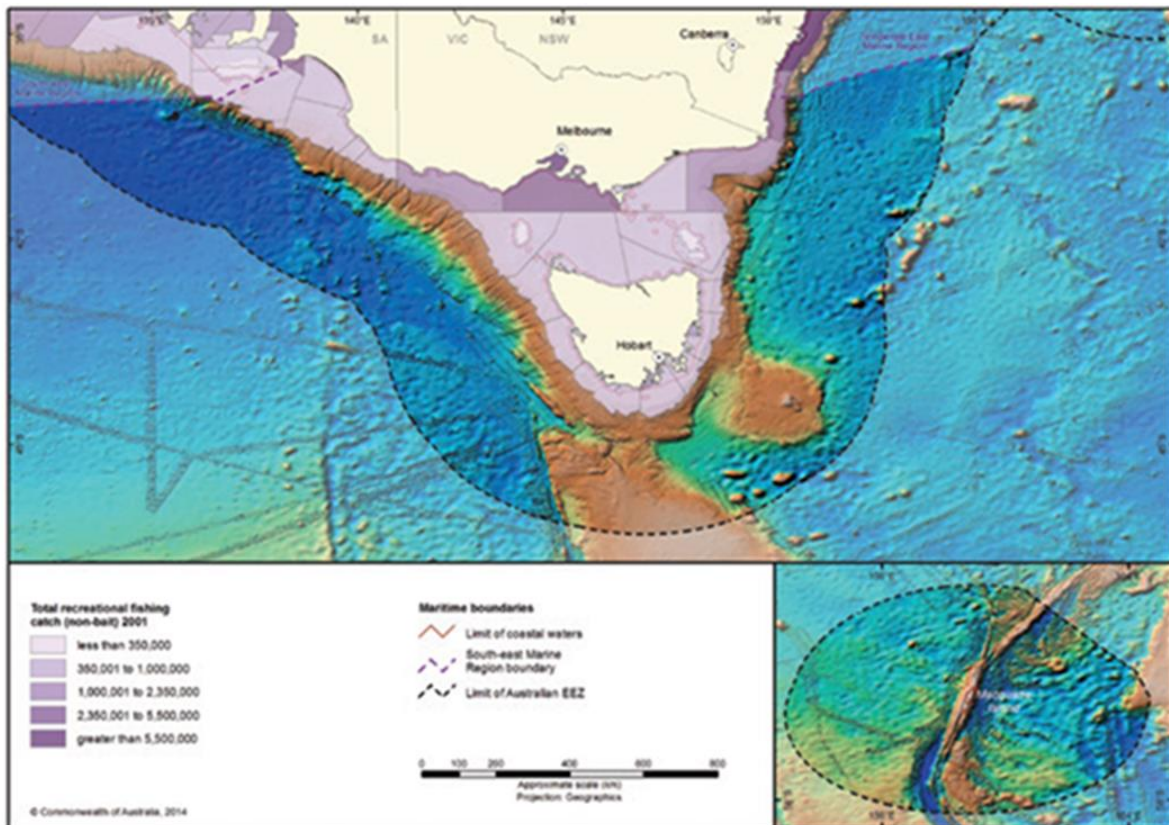 140°E
145°E
150°E
SA
VIC
NSW
Canberra
Marine Region
Melbourne
Hobart
Total recreational fishing
catch (non-bait) 2001
less than 350,000
350,001 to 1,000,000
1,000,001 to 2,350,000
2,350,001 to 5,500,000
greater than 5,500,000
Maritime boundaries
Limit of coastal waters
South-east Marine
Region boundary
Limit of Australian EEZ
0 100 200 400 600 800
Approximate scale (km)
Projection: Geographics
© Commonwealth of Australia, 2014